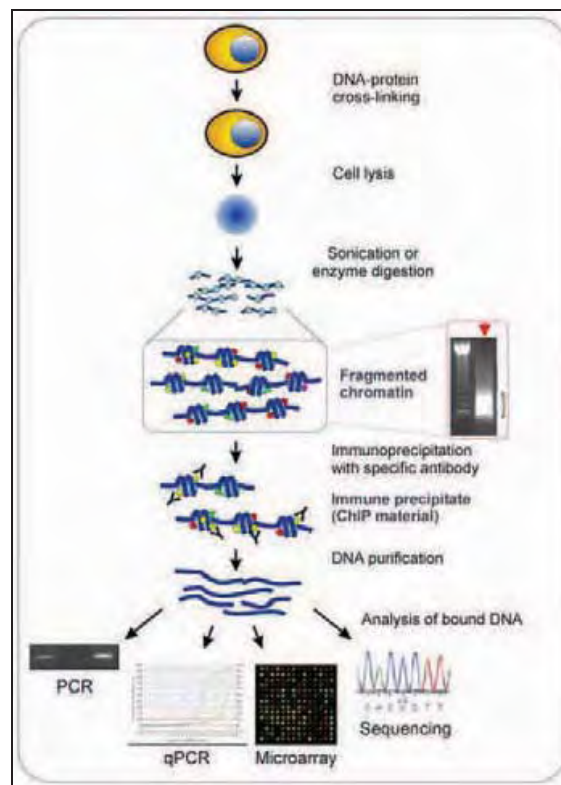 DNA-protein
cross-linking
Cell lysis
Sonication or
enzyme digestion
Fragmented
chromatin
Immunoprecipitation
with specific antibody
Immune precipitate
(ChIP material)
DNA purification
Analysis of bound DNA
PCR
qPCR
Microarray
Sequencing